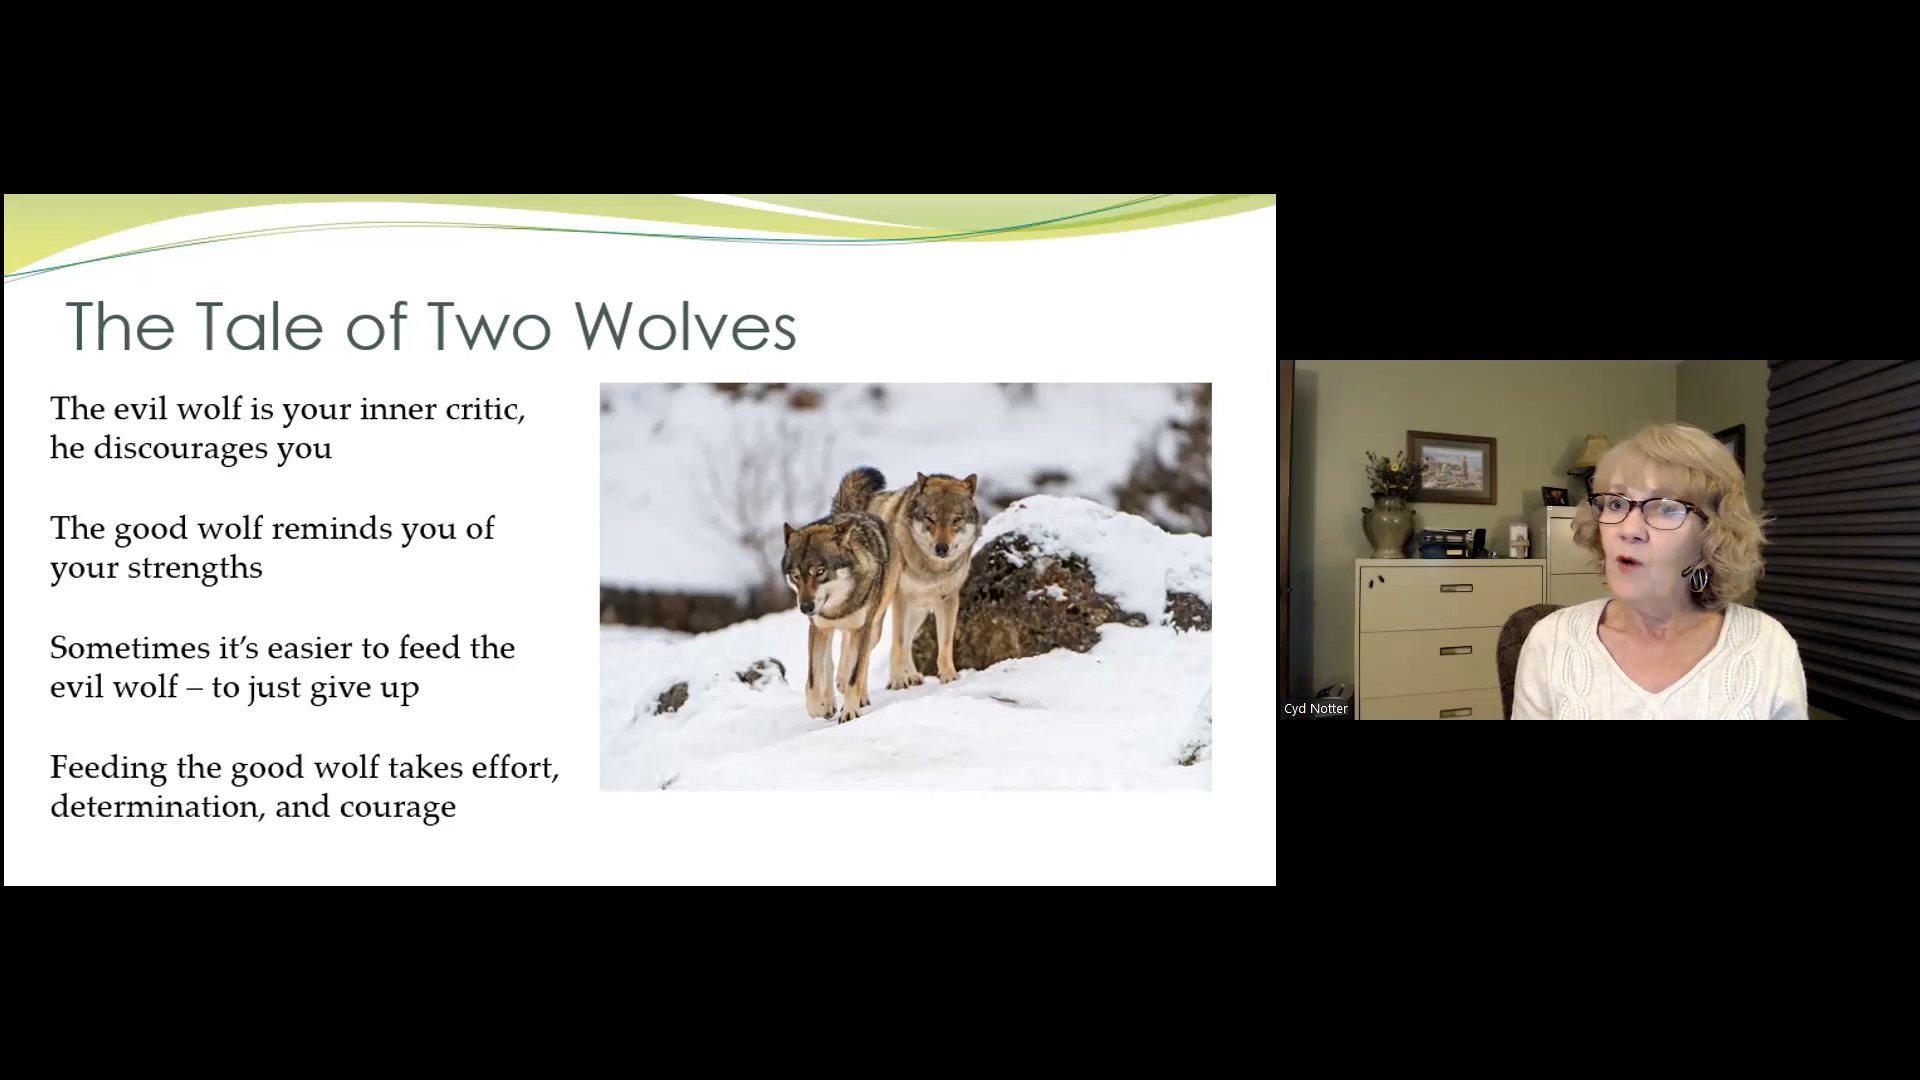 The Tale of Two Wolves
The evil wolf is your inner critic,
he discourages you
The good wolf reminds you of
your strengths
Sometimes it’s easier to feed the
evil wolf – to just give up
Feeding the good wolf takes effort,
determination, and courage
Cyd Notter